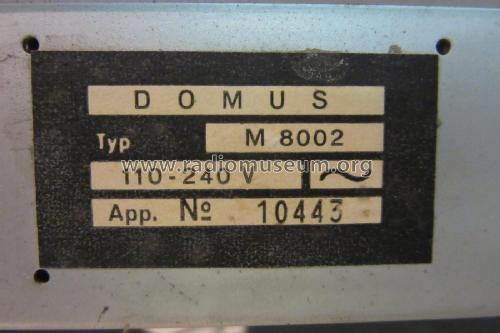 DOMUS
Typ M 8002
www.radiomuseum.org
110-240 V ~
App. No 10443